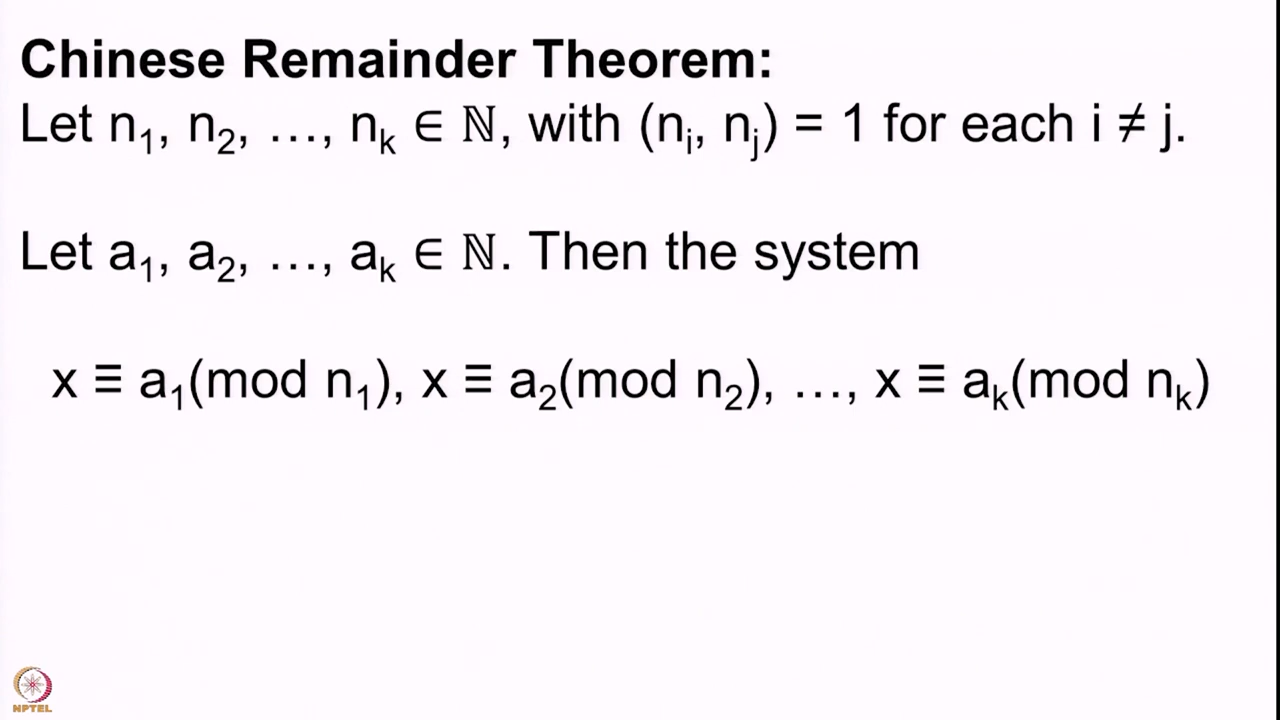 Chinese Remainder Theorem:
Let n₁, n₂, …, nₖ ∈ ℕ, with (nᵢ, nⱼ) = 1 for each i ≠ j.
Let a₁, a₂, …, aₖ ∈ ℕ. Then the system
x ≡ a₁(mod n₁), x ≡ a₂(mod n₂), …, x ≡ aₖ(mod nₖ)
NPTEL